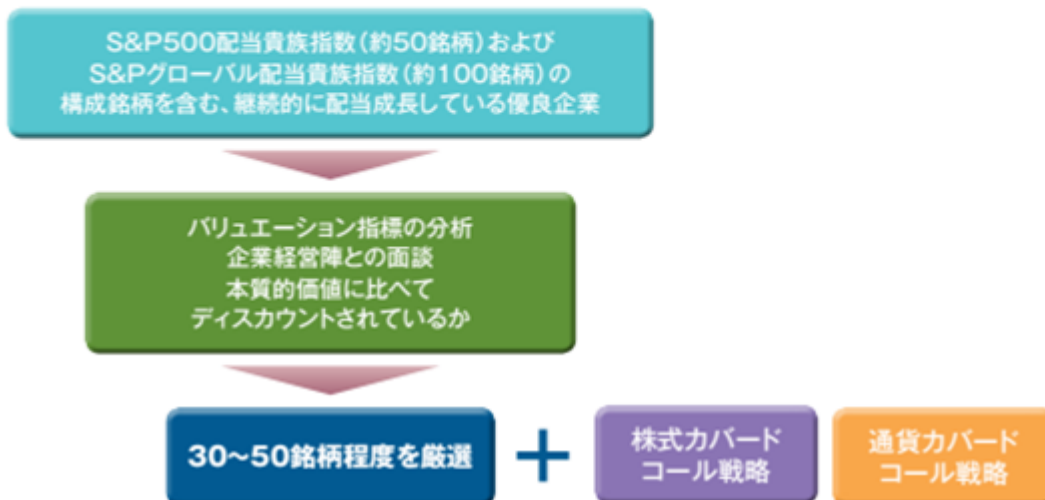 S&P500配当貴族指数(約50銘柄)および
S&Pグローバル配当貴族指数(約100銘柄)の
構成銘柄を含む、継続的に配当成長している優良企業
バリュエーション指標の分析
企業経営陣との面談
本質的価値に比べて
ディスカウントされているか
30〜50銘柄程度を厳選
+
株式カバード
コール戦略
通貨カバード
コール戦略